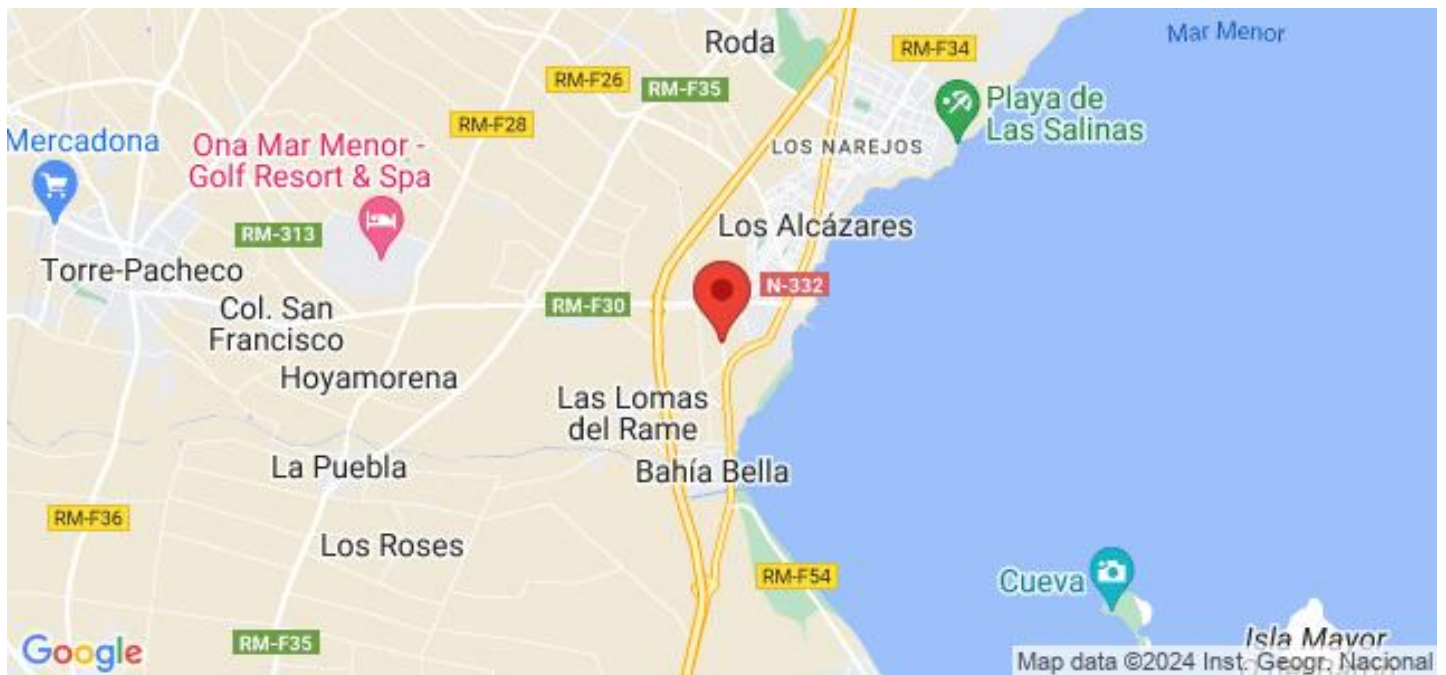 Mar Menor
Roda
RM-F34
RM-F26
RM-F35
Playa de
Las Salinas
RM-F28
Mercadona
Ona Mar Menor -
Golf Resort & Spa
LOS NAREJOS
RM-313
Los Alcázares
Torre-Pacheco
N-332
Col. San
Francisco
RM-F30
Hoyamorena
Las Lomas
del Rame
La Puebla
Bahía Bella
RM-F36
Los Roses
RM-F54
Cueva
Google
RM-F35
Isla Mayor
Map data ©2024 Inst. Geogr. Nacional